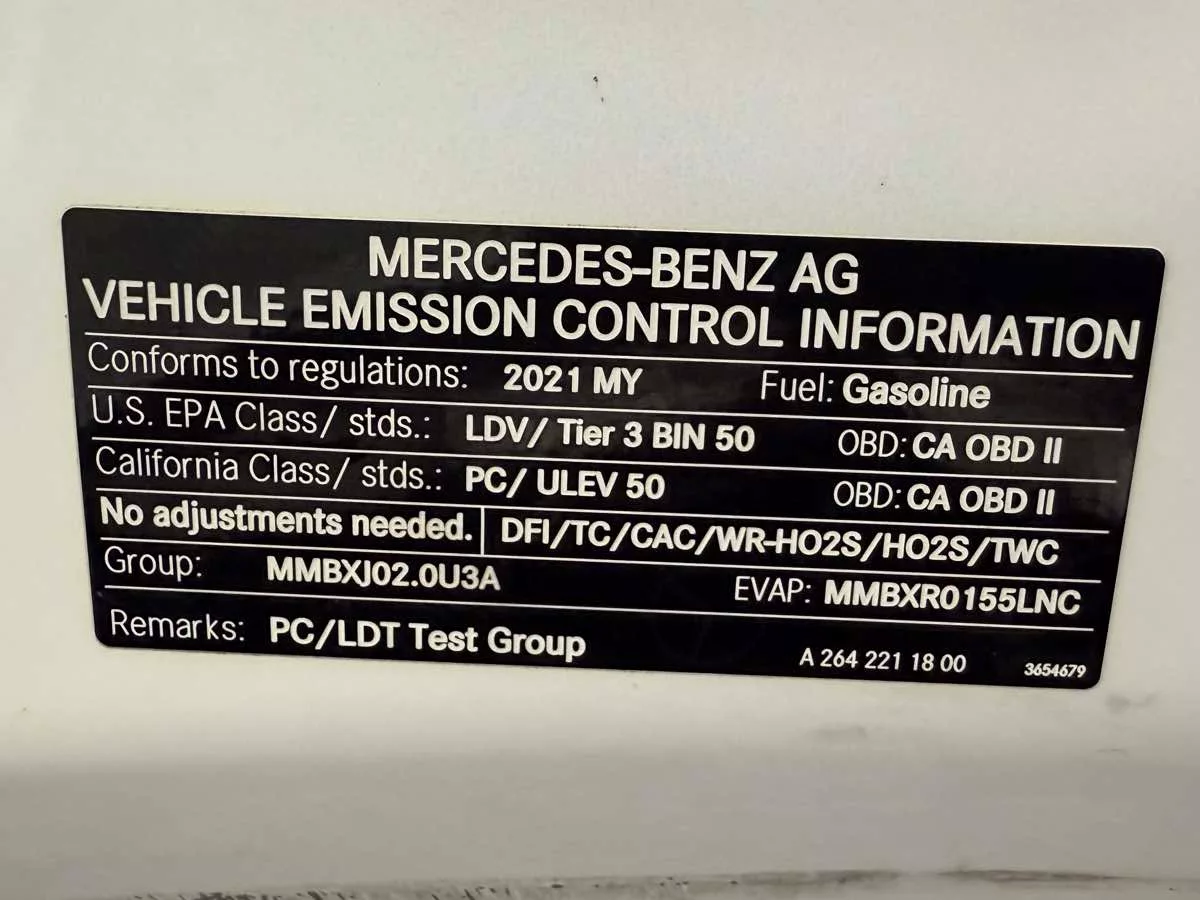 MERCEDES-BENZ AG
VEHICLE EMISSION CONTROL INFORMATION
Conforms to regulations: 2021 MY Fuel: Gasoline
U.S. EPA Class/ stds.: LDV/ Tier 3 BIN 50 OBD: CA OBD II
California Class/ stds.: PC/ ULEV 50 OBD: CA OBD II
No adjustments needed. DFI/TC/CAC/WR-HO2S/HO2S/TWC
Group: MMBXJ02.0U3A EVAP: MMBXR0155LNC
Remarks: PC/LDT Test Group A 264 221 18 00 3654679